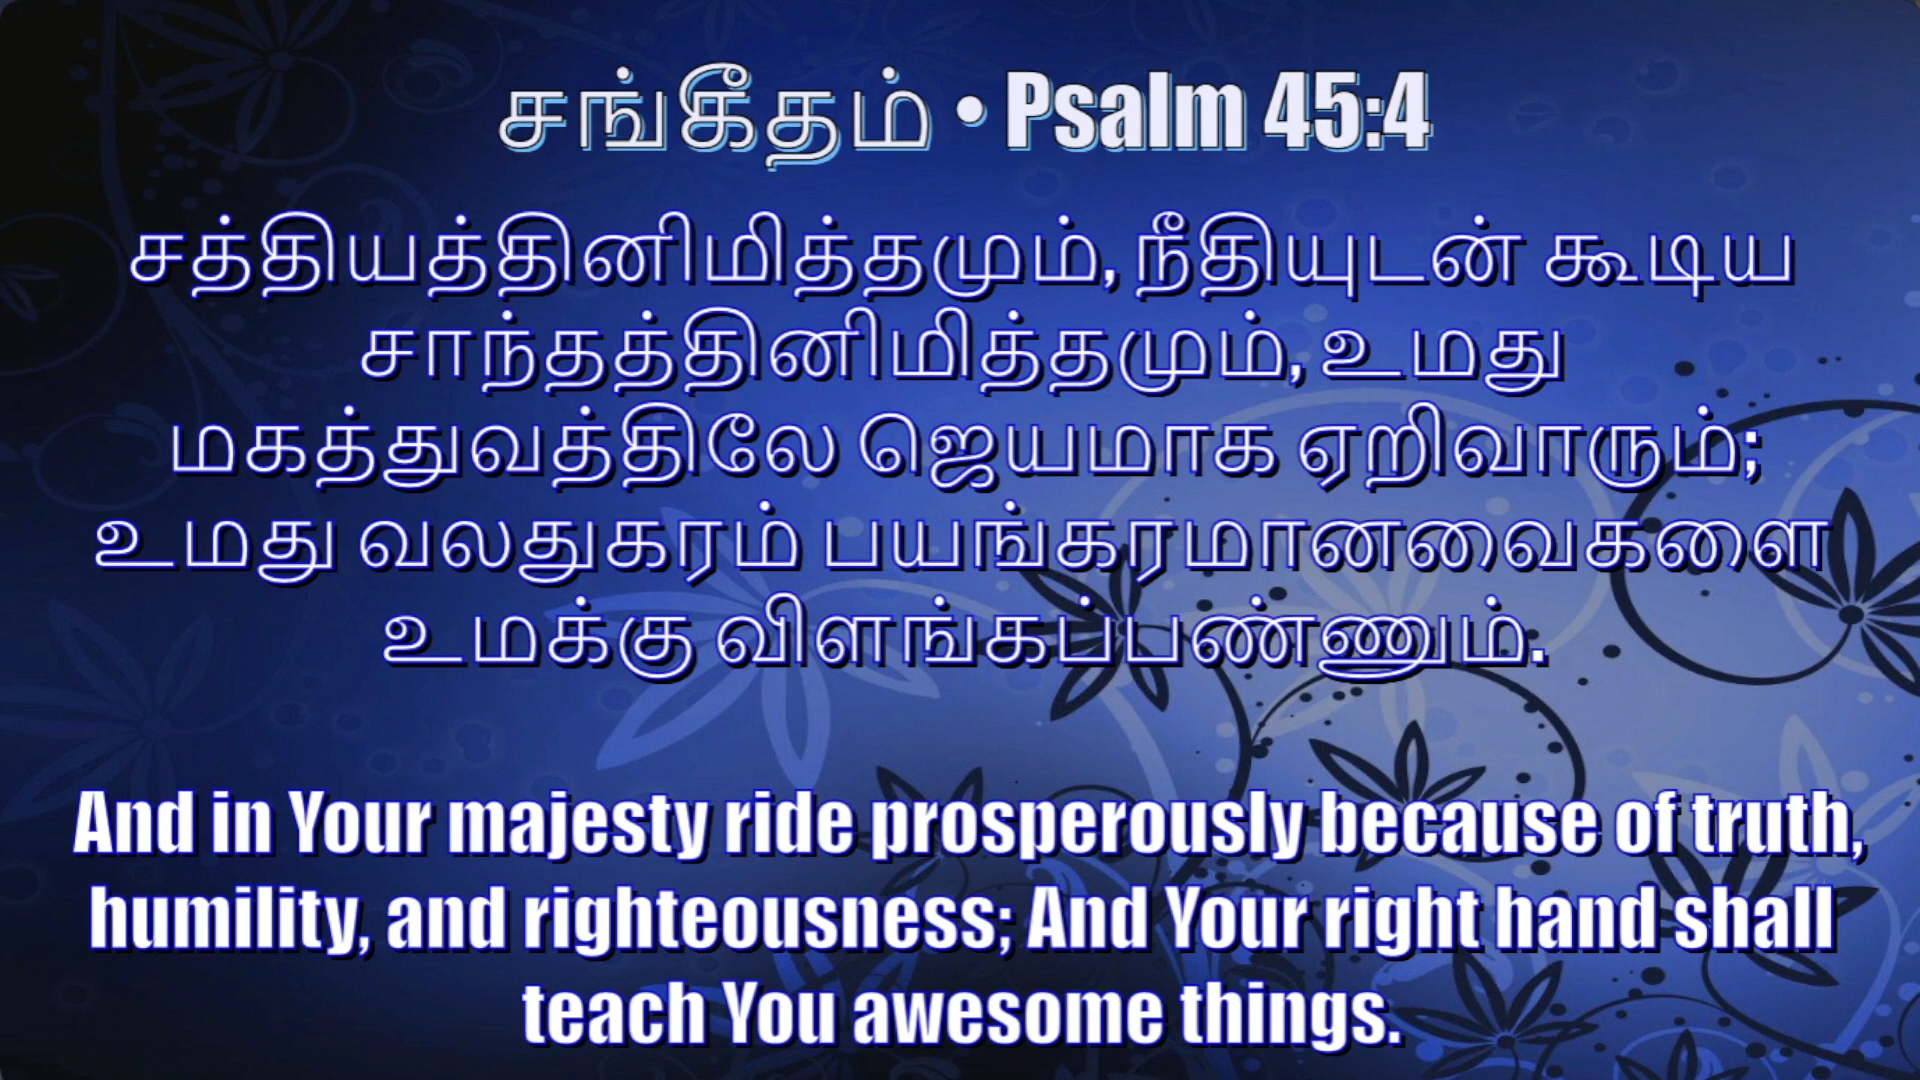 சங்கீதம் • Psalm 45:4
சத்தியத்தினிமித்தமும், நீதியுடன் கூடிய
சாந்தத்தினிமித்தமும், உமது
மகத்துவத்திலே ஜெயமாக ஏறிவாரும்;
உமது வலதுகரம் பயங்கரமானவைகளை
உமக்கு விளங்கப்பண்ணும்.
And in Your majesty ride prosperously because of truth,
humility, and righteousness; And Your right hand shall
teach You awesome things.